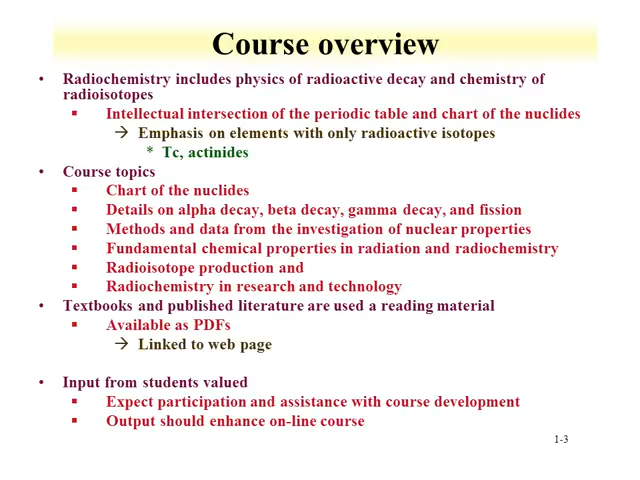 Course overview
• Radiochemistry includes physics of radioactive decay and chemistry of
radioisotopes
▪ Intellectual intersection of the periodic table and chart of the nuclides
→ Emphasis on elements with only radioactive isotopes
* Tc, actinides
• Course topics
▪ Chart of the nuclides
▪ Details on alpha decay, beta decay, gamma decay, and fission
▪ Methods and data from the investigation of nuclear properties
▪ Fundamental chemical properties in radiation and radiochemistry
▪ Radioisotope production and
▪ Radiochemistry in research and technology
• Textbooks and published literature are used a reading material
▪ Available as PDFs
→ Linked to web page
• Input from students valued
▪ Expect participation and assistance with course development
▪ Output should enhance on-line course
1-3